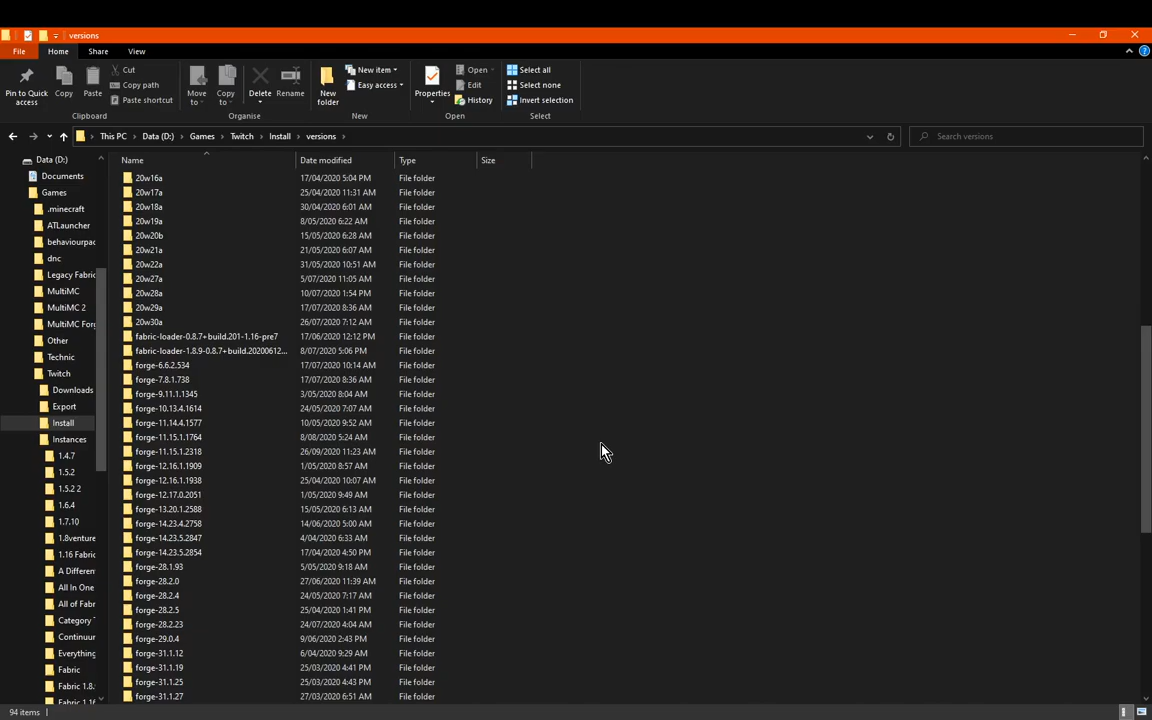 versions
File Home Share View
Pin to Quick access
Copy
Paste
Cut
Copy path
Paste shortcut
Clipboard
Move to
Copy to
Delete
Rename
Organise
New folder
New item
Easy access
New
Properties
Open
Edit
History
Open
Select all
Select none
Invert selection
Select
This PC > Data (D:) > Games > Twitch > Install > versions >
Search versions
Data (D:)
Documents
Games
.minecraft
ATLauncher
behaviourpac
dnc
Legacy Fabric
MultiMC
MultiMC 2
MultiMC Forg
Other
Technic
Twitch
Downloads
Export
Install
Instances
1.4.7
1.5.2
1.5.2 2
1.6.4
1.7.10
1.8venture
1.16 Fabric
A Differen
All In One
All of Fabr
Category
Continuum
Everything
Fabric
Fabric 1.8.
Fabric 1.16
Name Date modified Type Size
20w16a 17/04/2020 5:04 PM File folder
20w17a 25/04/2020 11:31 AM File folder
20w18a 30/04/2020 6:01 AM File folder
20w19a 8/05/2020 6:22 AM File folder
20w20b 15/05/2020 6:28 AM File folder
20w21a 21/05/2020 6:07 AM File folder
20w22a 31/05/2020 10:51 AM File folder
20w27a 5/07/2020 11:05 AM File folder
20w28a 10/07/2020 1:54 PM File folder
20w29a 17/07/2020 8:36 AM File folder
20w30a 26/07/2020 7:12 AM File folder
fabric-loader-0.8.7+build.201-1.16-pre7 17/06/2020 12:12 PM File folder
fabric-loader-1.8.9-0.8.7+build.20200612... 8/07/2020 5:06 PM File folder
forge-6.6.2.534 17/07/2020 10:14 AM File folder
forge-7.8.1.738 17/07/2020 8:36 AM File folder
forge-9.11.1.1345 3/05/2020 8:04 AM File folder
forge-10.13.4.1614 24/05/2020 7:07 AM File folder
forge-11.14.4.1577 10/05/2020 9:52 AM File folder
forge-11.15.1.1764 8/08/2020 5:24 AM File folder
forge-11.15.1.2318 26/09/2020 11:23 AM File folder
forge-12.16.1.1909 1/05/2020 8:57 AM File folder
forge-12.16.1.1938 25/04/2020 10:07 AM File folder
forge-12.17.0.2051 1/05/2020 9:49 AM File folder
forge-13.20.1.2588 15/05/2020 6:13 AM File folder
forge-14.23.4.2758 14/06/2020 5:00 AM File folder
forge-14.23.5.2847 4/04/2020 6:33 AM File folder
forge-14.23.5.2854 17/04/2020 4:50 PM File folder
forge-28.1.93 5/05/2020 9:18 AM File folder
forge-28.2.0 27/06/2020 11:39 AM File folder
forge-28.2.4 24/05/2020 7:17 AM File folder
forge-28.2.5 25/04/2020 1:41 PM File folder
forge-28.2.23 24/07/2020 4:04 AM File folder
forge-29.0.4 9/06/2020 2:43 PM File folder
forge-31.1.12 6/04/2020 9:29 AM File folder
forge-31.1.19 25/03/2020 4:41 PM File folder
forge-31.1.25 25/03/2020 4:43 PM File folder
forge-31.1.27 27/03/2020 6:51 AM File folder
94 items